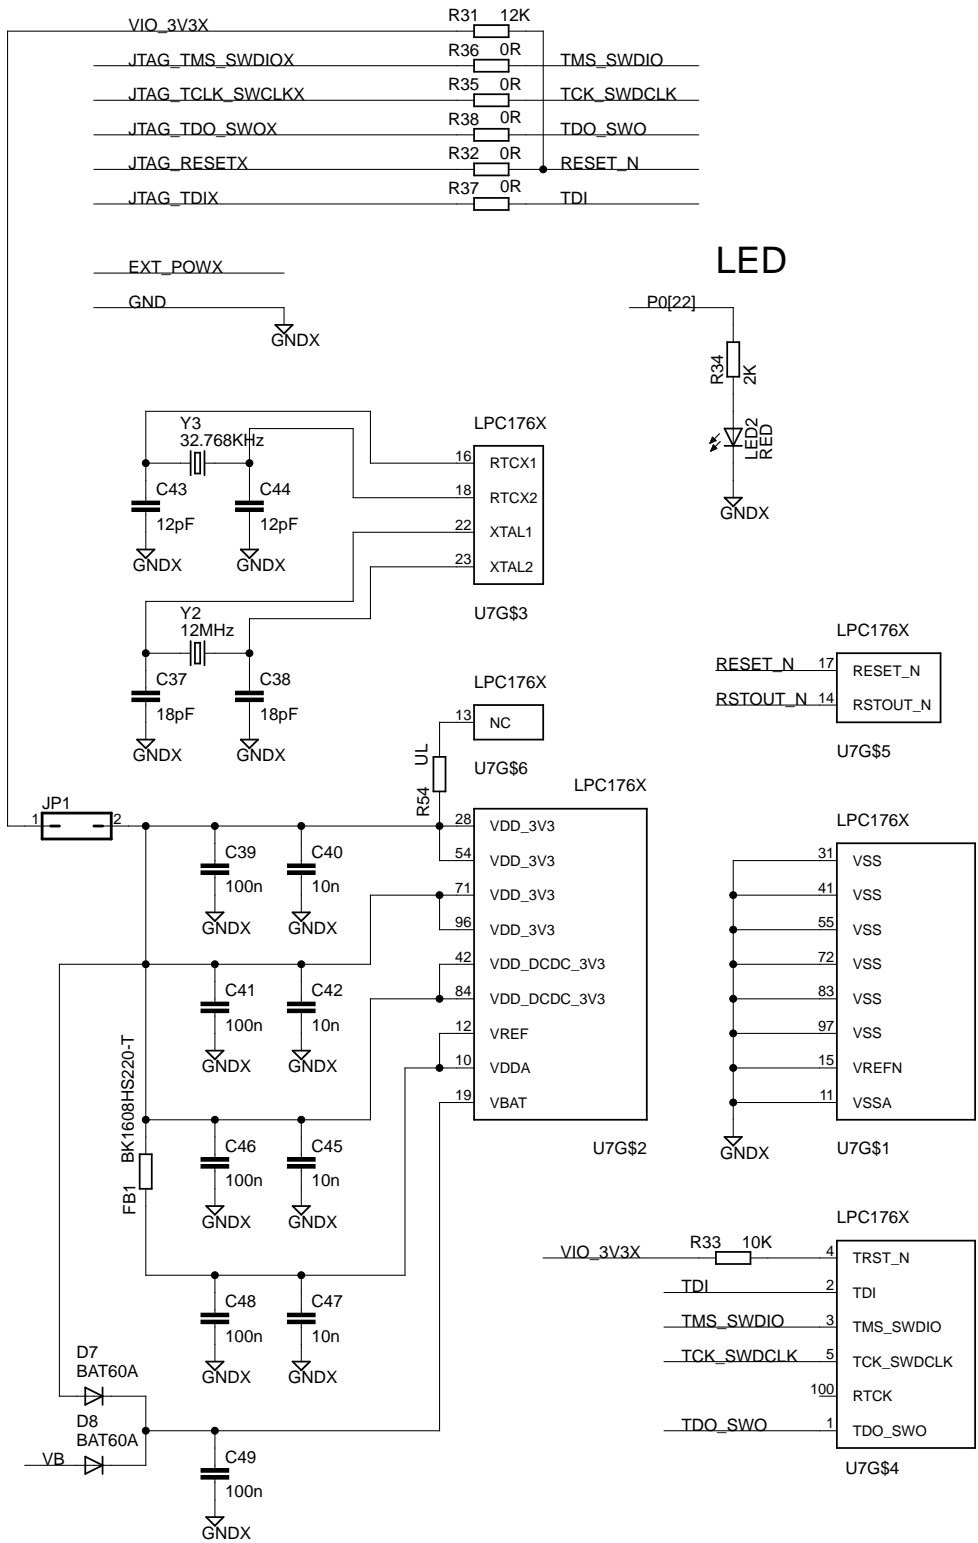 VIO_3V3X R31 12K
JTAG_TMS_SWDIOX R36 0R TMS_SWDIO
JTAG_TCLK_SWCLKX R35 0R TCK_SWDCLK
JTAG_TDO_SWOX R38 0R TDO_SWO
JTAG_RESETX R32 0R RESET_N
JTAG_TDIX R37 0R TDI
EXT_POWX
GND
GNDX
LED
P0[22]
R34
2K
LED2
RED
GNDX
Y3
32.768KHz
C43
12pF
GNDX
C44
12pF
GNDX
LPC176X
16 RTCX1
18 RTCX2
22 XTAL1
23 XTAL2
U7G$3
Y2
12MHz
C37
18pF
GNDX
C38
18pF
GNDX
LPC176X
13 NC
U7G$6
UL
R54
LPC176X
RESET_N 17 RESET_N
RSTOUT_N 14 RSTOUT_N
U7G$5
JP1
1 2
LPC176X
28 VDD_3V3
54 VDD_3V3
71 VDD_3V3
96 VDD_3V3
42 VDD_DCDC_3V3
84 VDD_DCDC_3V3
12 VREF
10 VDDA
19 VBAT
U7G$2
C39
100n
GNDX
C40
10n
GNDX
C41
100n
GNDX
C42
10n
GNDX
FB1 BK1608HS220-T
C46
100n
GNDX
C45
10n
GNDX
C48
100n
GNDX
C47
10n
GNDX
D7
BAT60A
D8
BAT60A
VB
C49
100n
GNDX
LPC176X
31 VSS
41 VSS
55 VSS
72 VSS
83 VSS
97 VSS
15 VREFN
11 VSSA
GNDX
U7G$1
LPC176X
VIO_3V3X R33 10K 4 TRST_N
TDI 2 TDI
TMS_SWDIO 3 TMS_SWDIO
TCK_SWDCLK 5 TCK_SWDCLK
100 RTCK
TDO_SWO 1 TDO_SWO
U7G$4